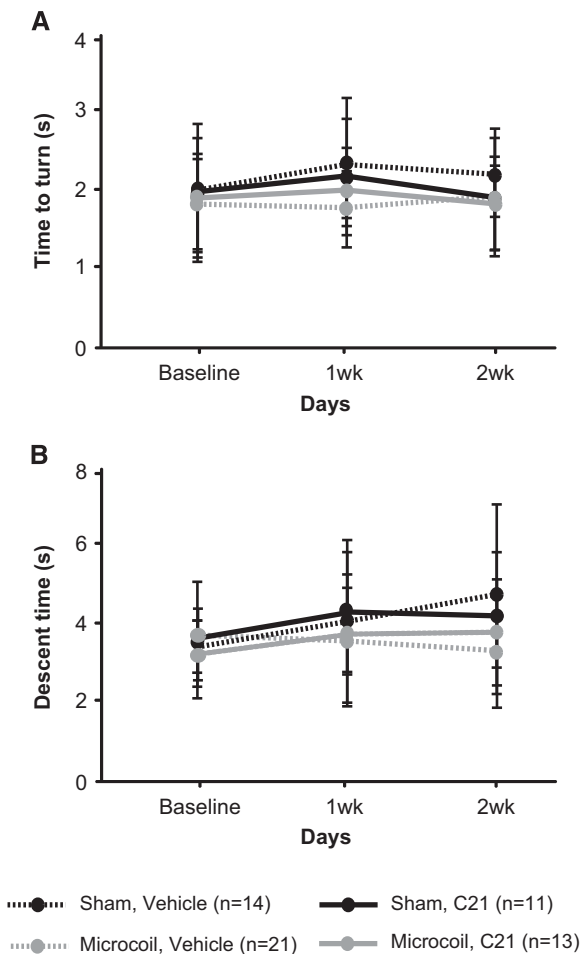 A
Time to turn (s)
4
3
2
1
0
Baseline 1wk 2wk
Days
B
Descent time (s)
8
6
4
2
0
Baseline 1wk 2wk
Days
Sham, Vehicle (n=14) Sham, C21 (n=11)
Microcoil, Vehicle (n=21) Microcoil, C21 (n=13)